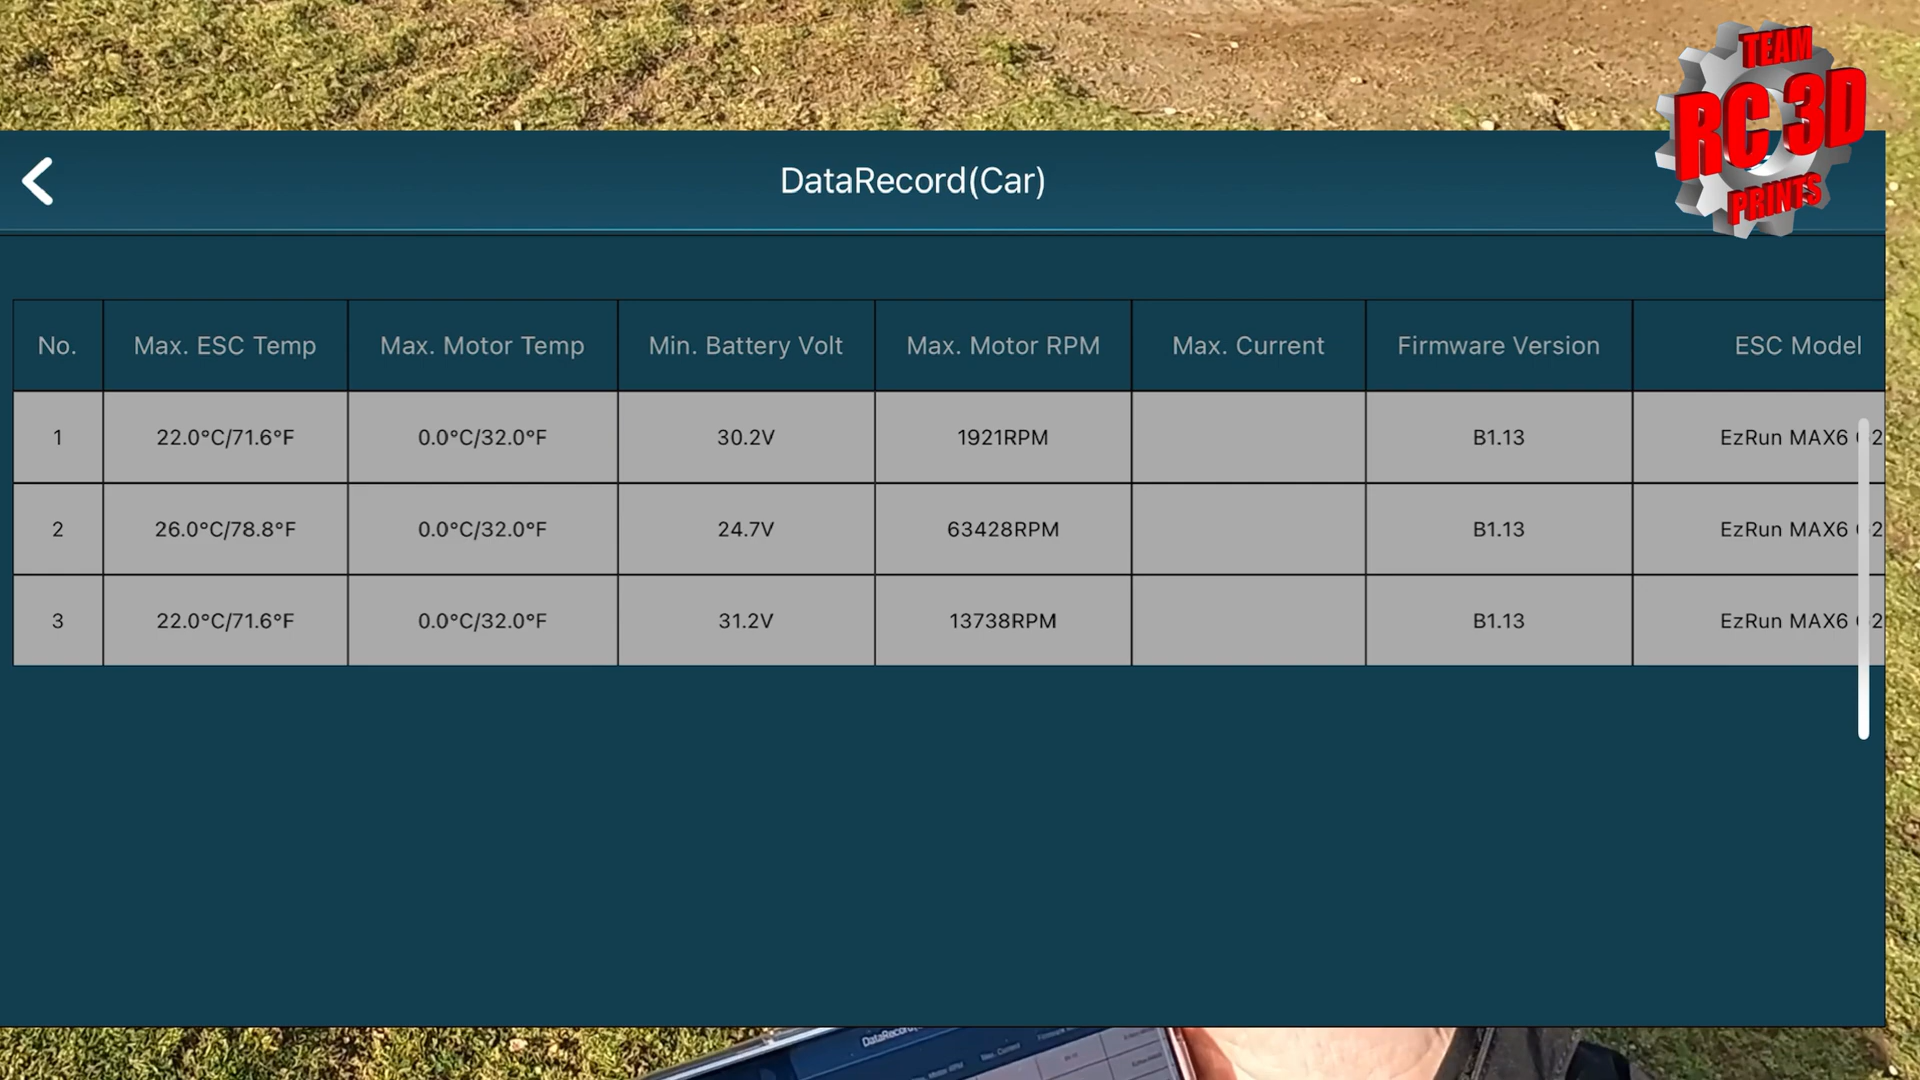 TEAM
RC 3D
PRINTS
DataRecord(Car)
No. Max. ESC Temp Max. Motor Temp Min. Battery Volt Max. Motor RPM Max. Current Firmware Version ESC Model
1 22.0°C/71.6°F 0.0°C/32.0°F 30.2V 1921RPM B1.13 EzRun MAX6
2 26.0°C/78.8°F 0.0°C/32.0°F 24.7V 63428RPM B1.13 EzRun MAX6
3 22.0°C/71.6°F 0.0°C/32.0°F 31.2V 13738RPM B1.13 EzRun MAX6